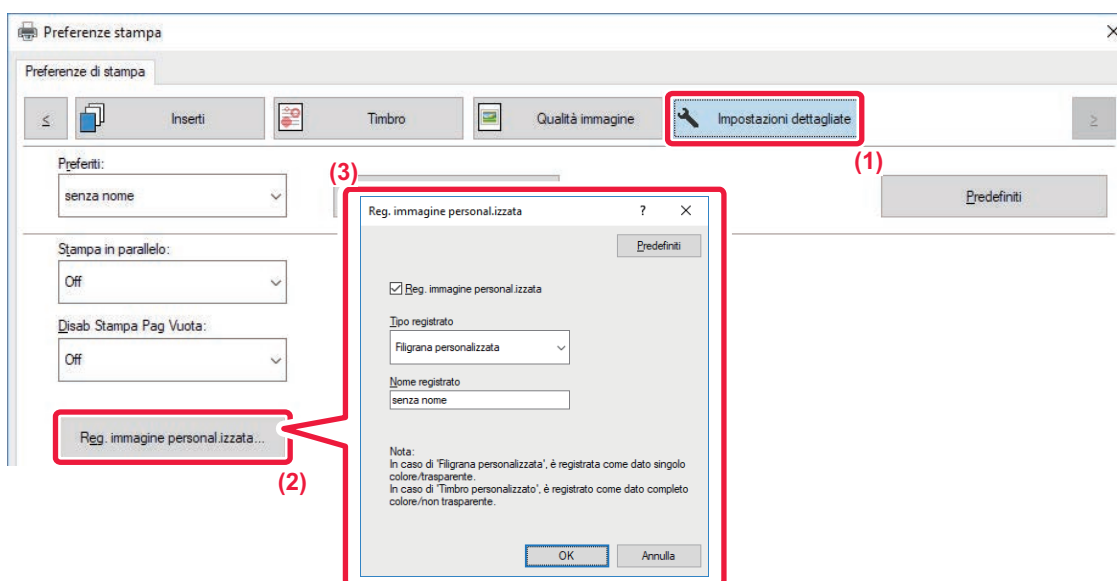 Preferenze stampa
Preferenze di stampa
<
Inserti
Timbro
Qualità immagine
Impostazioni dettagliate
>
(1)
Preferiti:
senza nome
(3)
Predefiniti
Stampa in parallelo:
Off
Disab Stampa Pag Vuota:
Off
Reg. immagine personal.izzata...
(2)
Reg. immagine personal.izzata
?
Predefiniti
Reg. immagine personal.izzata
Tipo registrato
Filigrana personalizzata
Nome registrato
senza nome
Nota:
In caso di 'Filigrana personalizzata', è registrata come dato singolo
colore/trasparente.
In caso di 'Timbro personalizzato', è registrato come dato completo
colore/non trasparente.
OK
Annulla